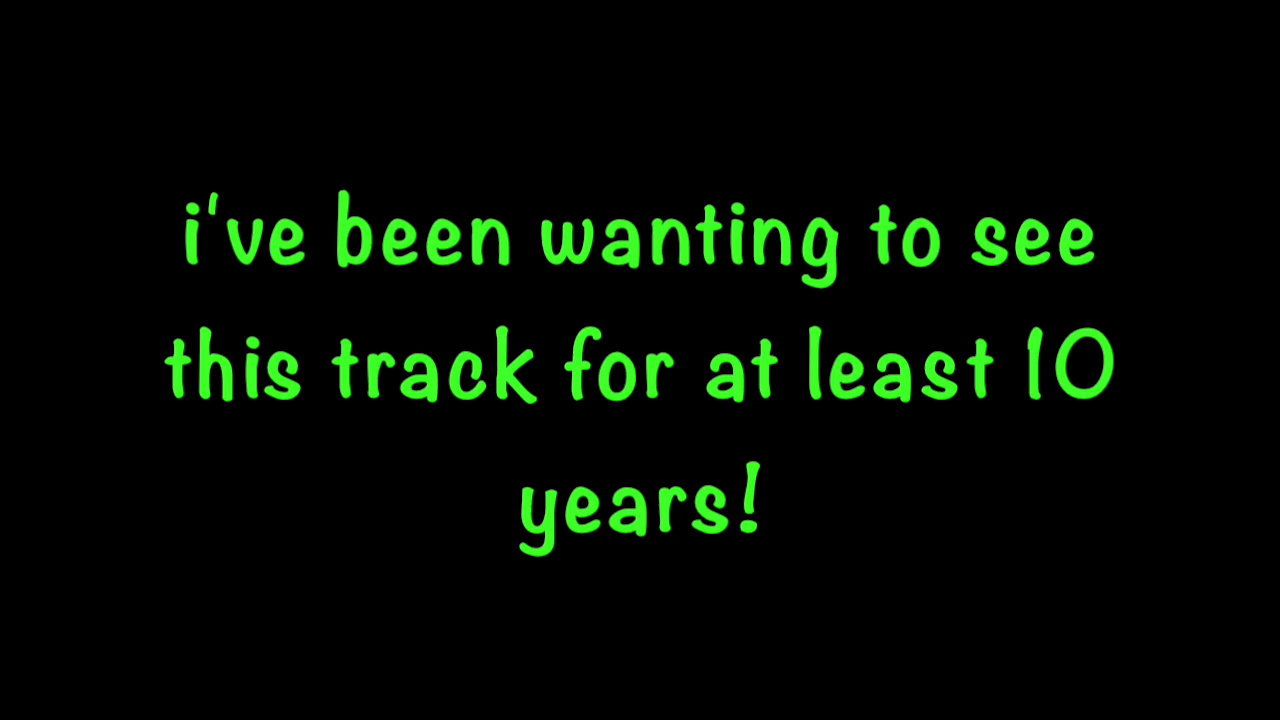 i've been wanting to see
this track for at least 10
years!